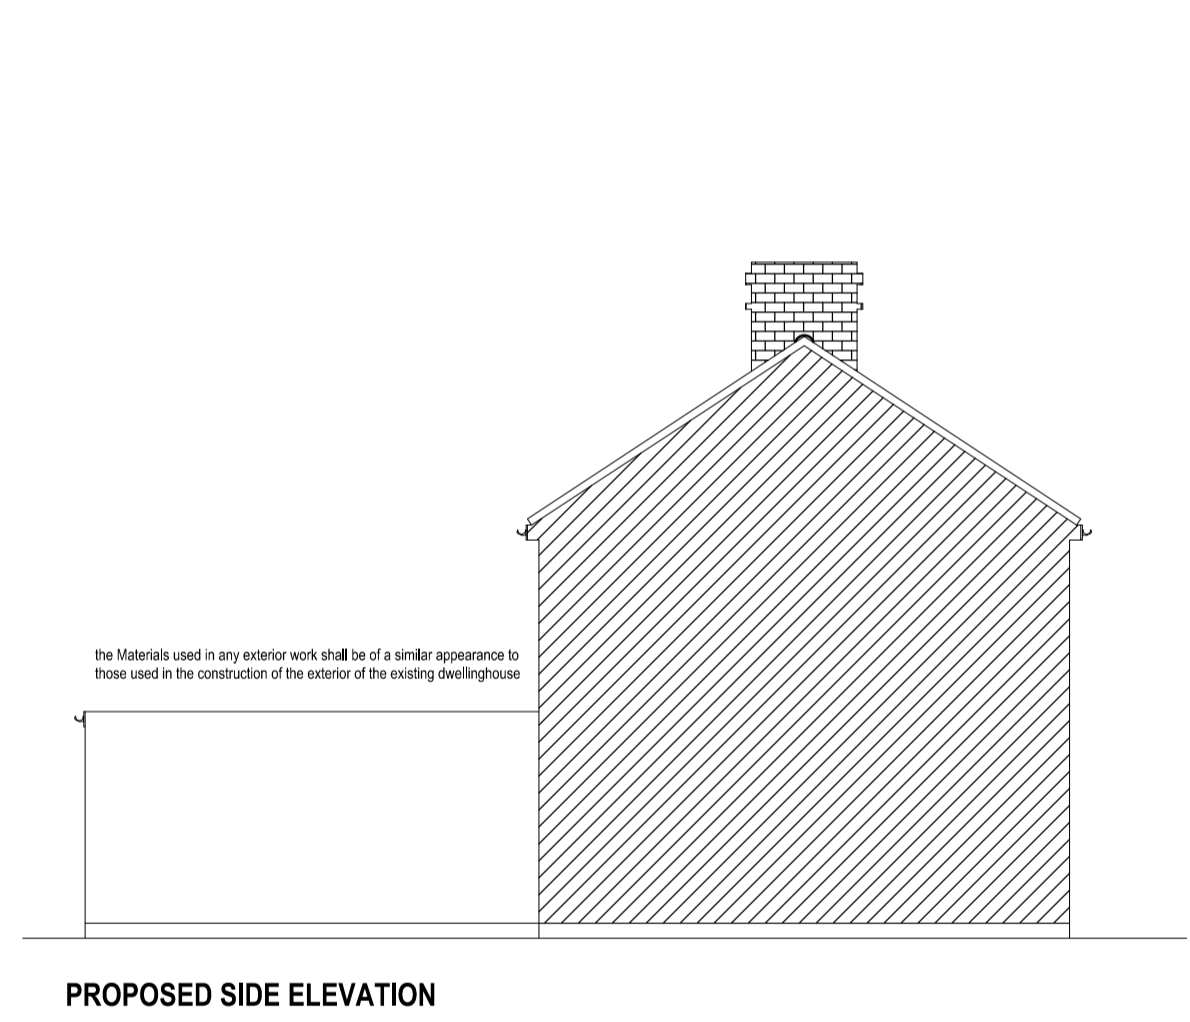 the Materials used in any exterior work shall be of a similar appearance to
those used in the construction of the exterior of the existing dwellinghouse
PROPOSED SIDE ELEVATION